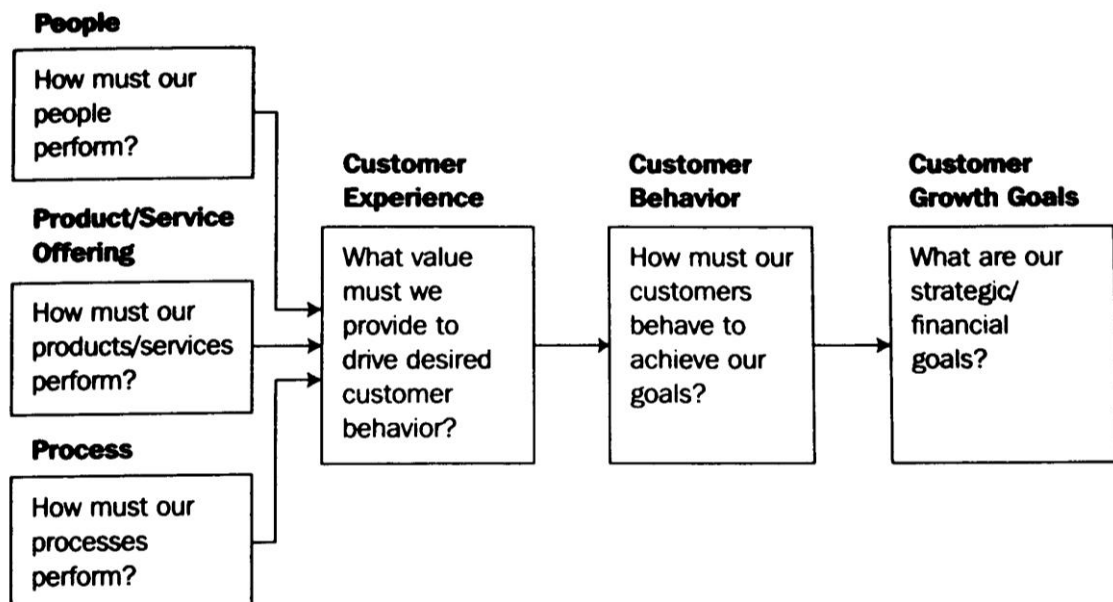 People
How must our
people
perform?
Product/Service
Offering
How must our
products/services
perform?
Process
How must our
processes
perform?
Customer
Experience
What value
must we
provide to
drive desired
customer
behavior?
Customer
Behavior
How must our
customers
behave to
achieve our
goals?
Customer
Growth Goals
What are our
strategic/
financial
goals?